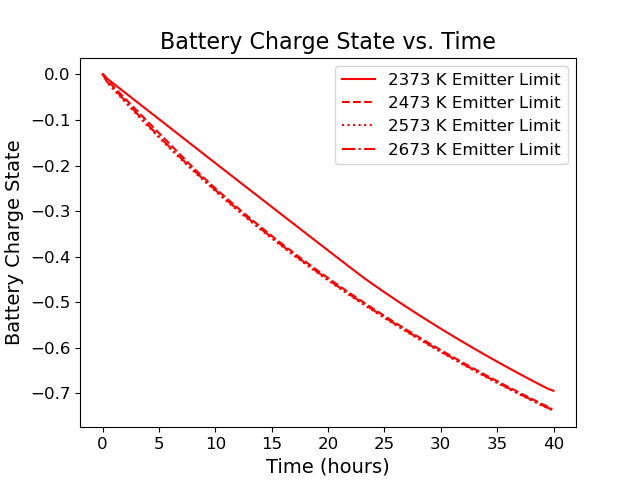 Battery Charge State vs. Time
2373 K Emitter Limit
2473 K Emitter Limit
2573 K Emitter Limit
2673 K Emitter Limit
Battery Charge State
0.0
−0.1
−0.2
−0.3
−0.4
−0.5
−0.6
−0.7
0 5 10 15 20 25 30 35 40
Time (hours)